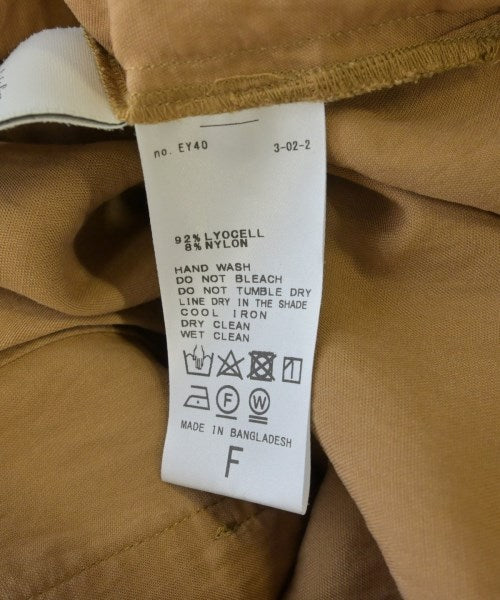 no. EY40 3-02-2
92% LYOCELL
8% NYLON
HAND WASH
DO NOT BLEACH
DO NOT TUMBLE DRY
LINE DRY IN THE SHADE
COOL IRON
DRY CLEAN
WET CLEAN
F W
MADE IN BANGLADESH
F